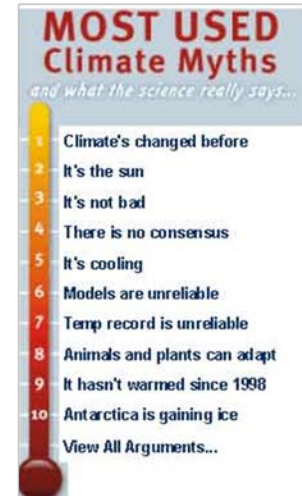 MOST USED
Climate Myths
and what the science really says...
1 Climate's changed before
2 It's the sun
3 It's not bad
4 There is no consensus
5 It's cooling
6 Models are unreliable
7 Temp record is unreliable
8 Animals and plants can adapt
9 It hasn't warmed since 1998
10 Antarctica is gaining ice
View All Arguments...